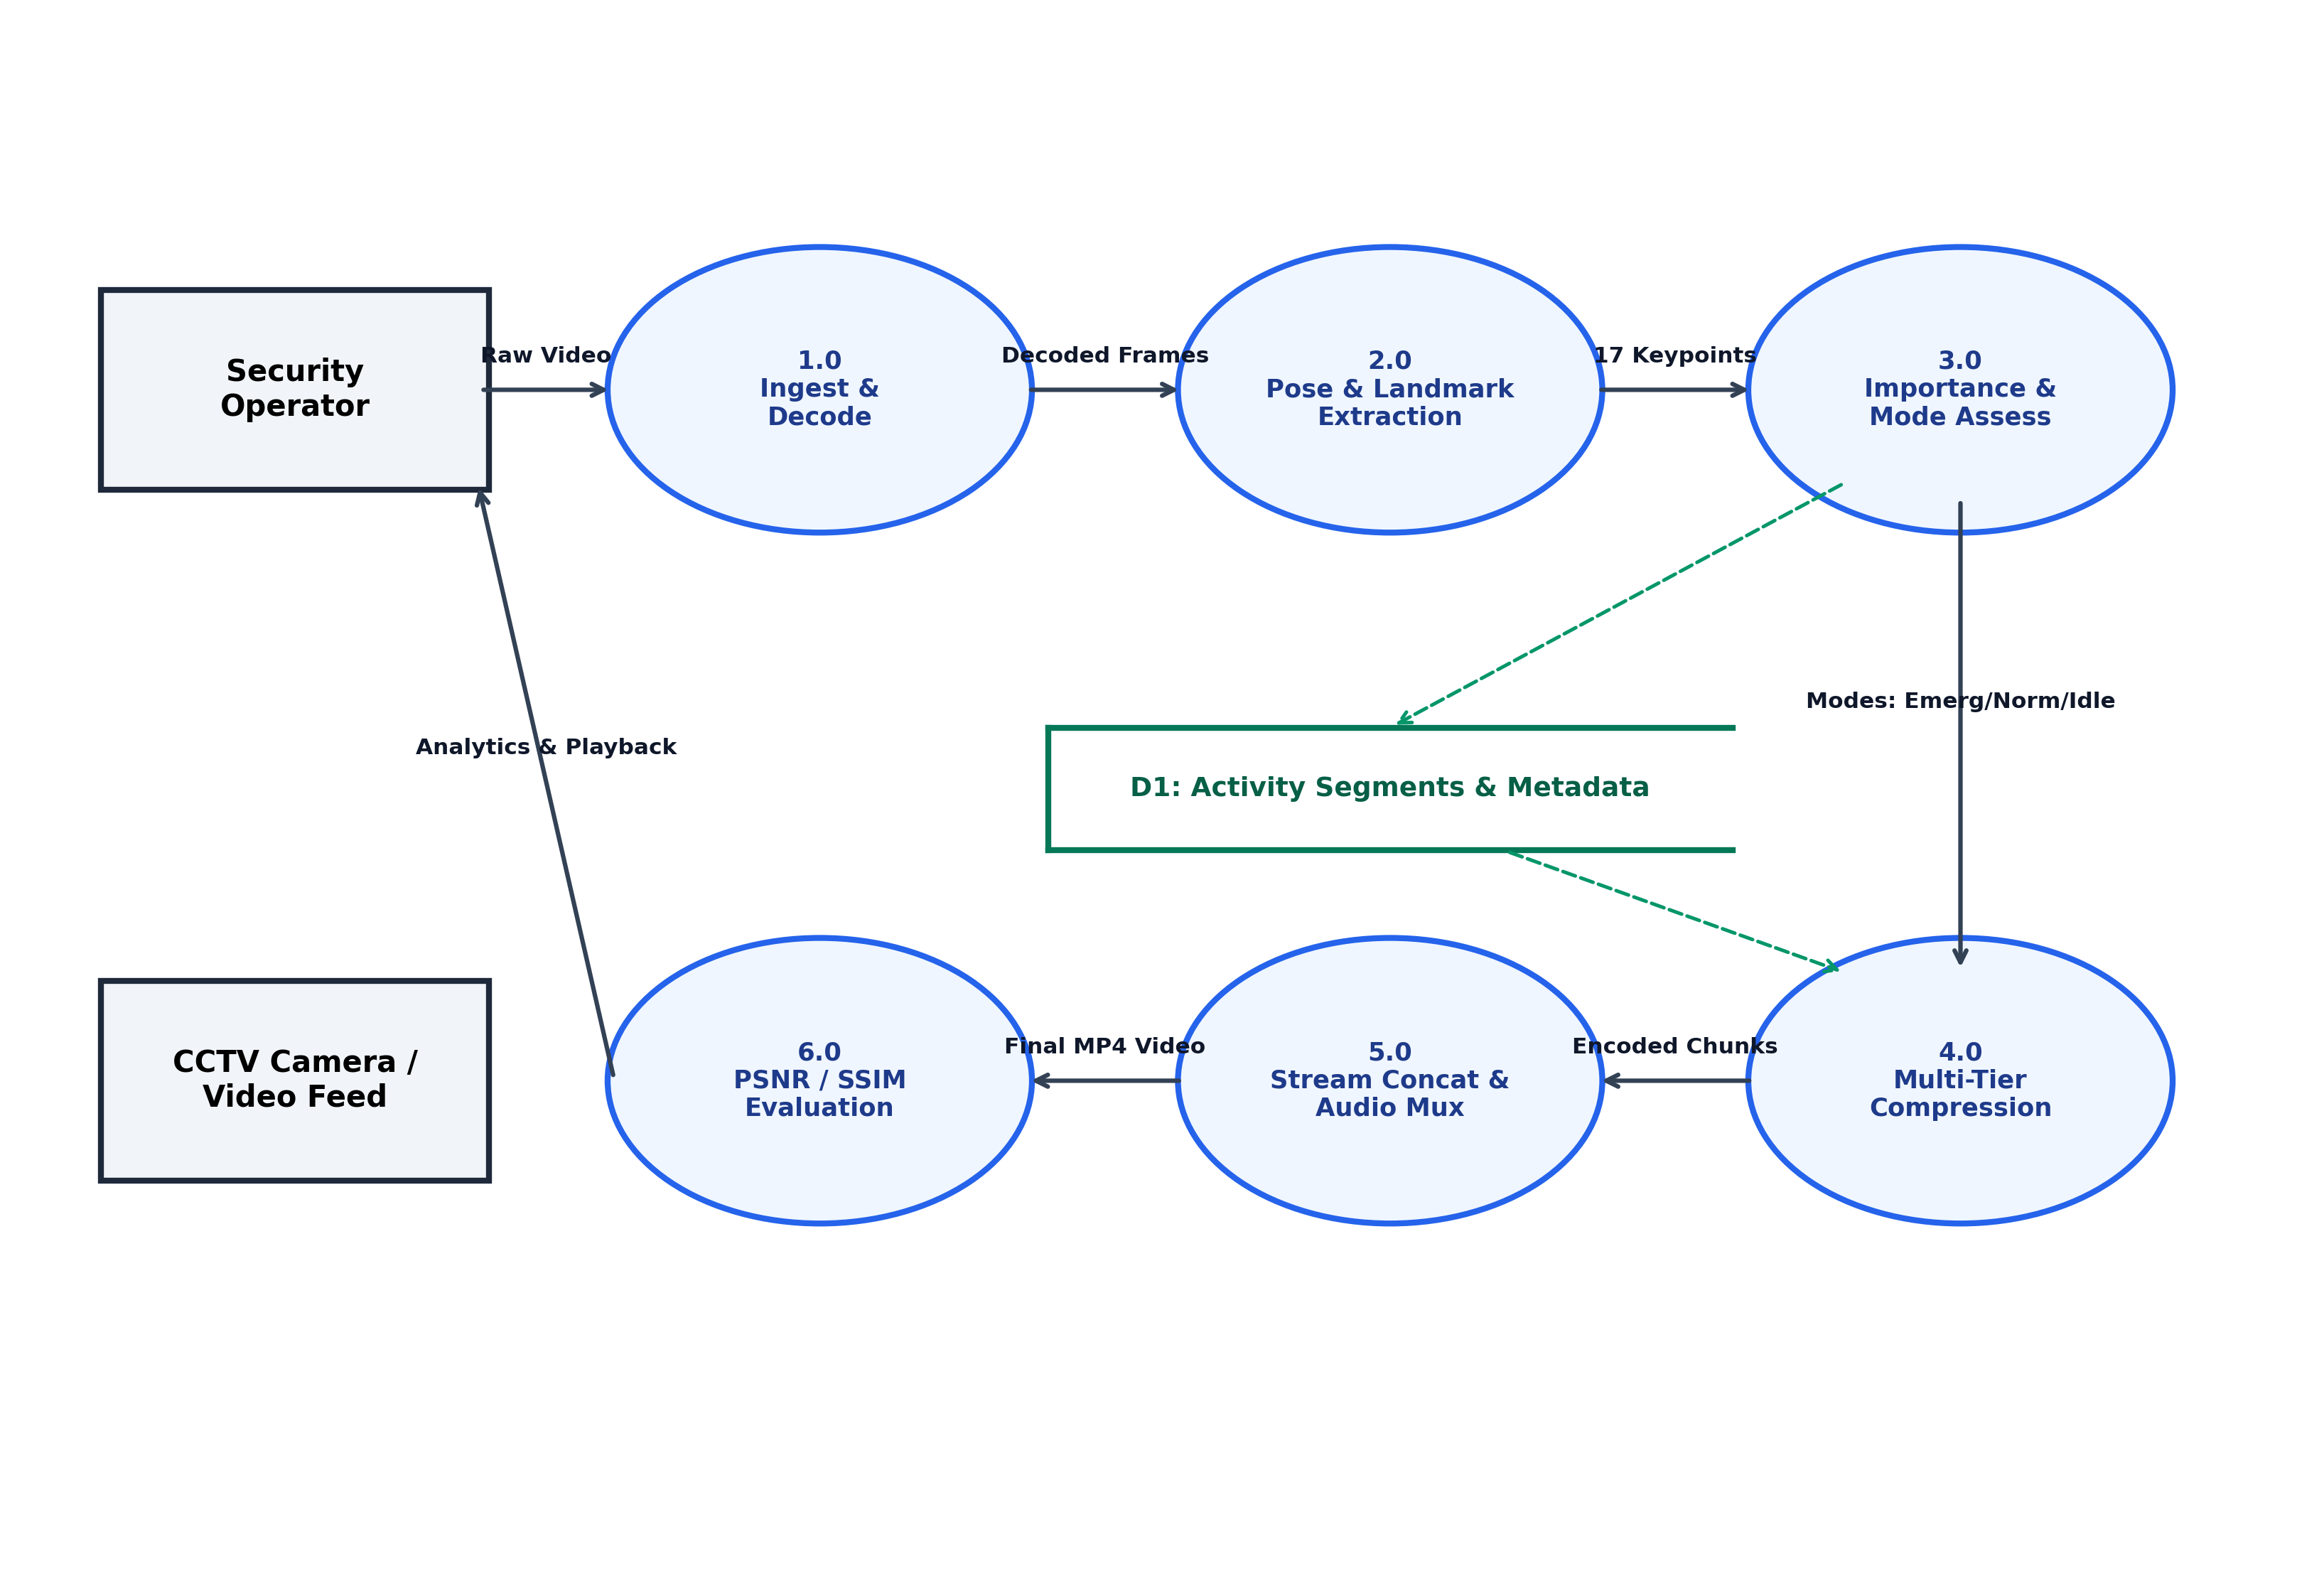 Security
Operator
Raw Video
1.0
Ingest &
Decode
Decoded Frames
2.0
Pose & Landmark
Extraction
17 Keypoints
3.0
Importance &
Mode Assess
Modes: Emerg/Norm/Idle
Analytics & Playback
D1: Activity Segments & Metadata
CCTV Camera /
Video Feed
6.0
PSNR / SSIM
Evaluation
Final MP4 Video
5.0
Stream Concat &
Audio Mux
Encoded Chunks
4.0
Multi-Tier
Compression